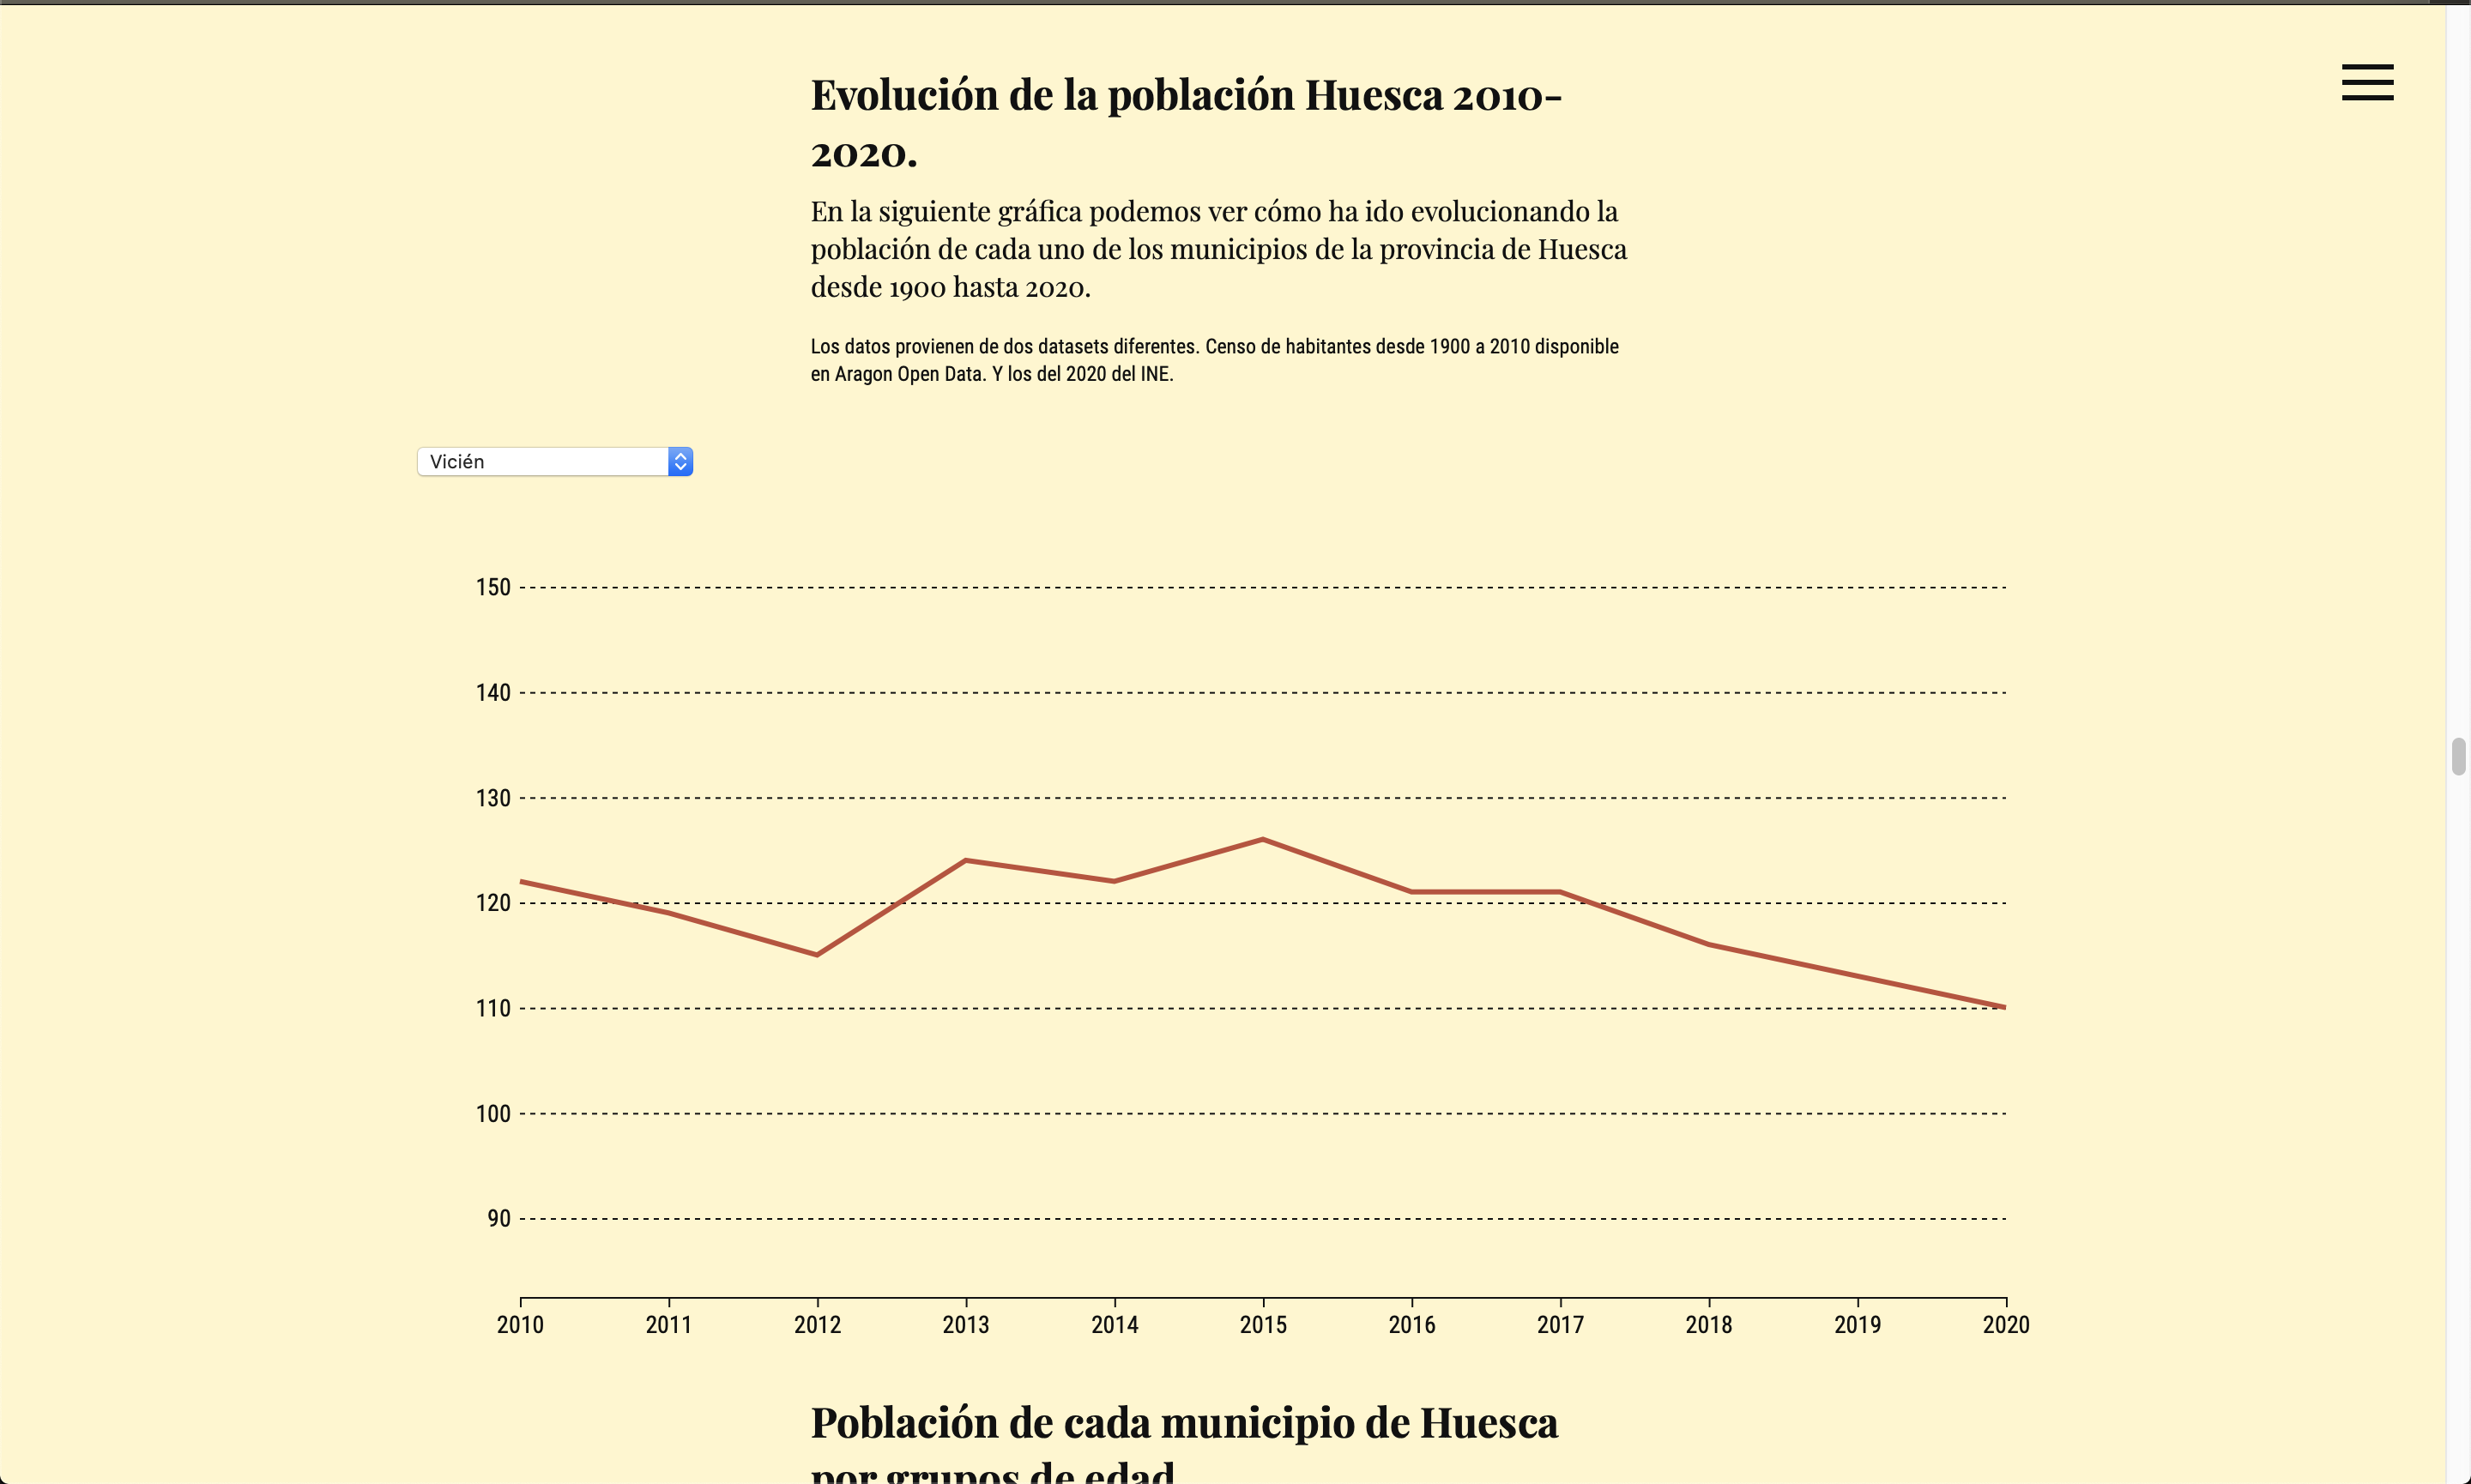 Evolución de la población Huesca 2010-
2020.
En la siguiente gráfica podemos ver cómo ha ido evolucionando la
población de cada uno de los municipios de la provincia de Huesca
desde 1900 hasta 2020.
Los datos provienen de dos datasets diferentes. Censo de habitantes desde 1900 a 2010 disponible
en Aragon Open Data. Y los del 2020 del INE.
Vicién
150
140
130
120
110
100
90
2010 2011 2012 2013 2014 2015 2016 2017 2018 2019 2020
Población de cada municipio de Huesca
por grupos de edad